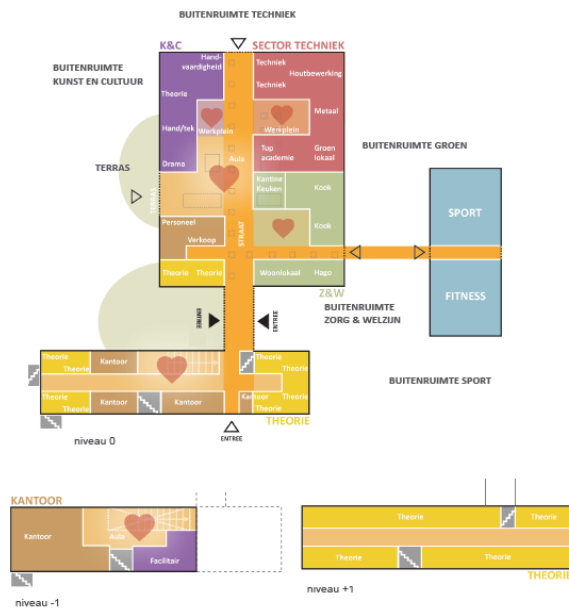 BUITENRUIMTE TECHNIEK
K&C
SECTOR TECHNIEK
BUITENRUIMTE
KUNST EN CULTUUR
Hand-
vaardigheid
Techniek
Houtbewerking
Techniek
Theorie
Metaal
Hand/tek
Werkplein
Werkplein
Drama
Aula
Tup
academie
Groen
lokaal
BUITENRUIMTE GROEN
TERRAS
TERRAS
Kantine
Keuken
Kook
Kook
SPORT
Personeel
Verkoop
STRAAT
Theorie
Theorie
Woonlokaal
Hago
Z&W
FITNESS
BUITENRUIMTE
ZORG & WELZIJN
ENTREE
ENTREE
BUITENRUIMTE SPORT
Theorie
Theorie
Kantoor
Theorie
Theorie
Theorie
Theorie
Kantoor
Kantoor
Kantoor
Theorie
Theorie
THEORIE
ENTREE
niveau 0
KANTOOR
Kantoor
Aula
Facilitair
niveau -1
Theorie
Theorie
Theorie
Theorie
THEORIE
niveau +1